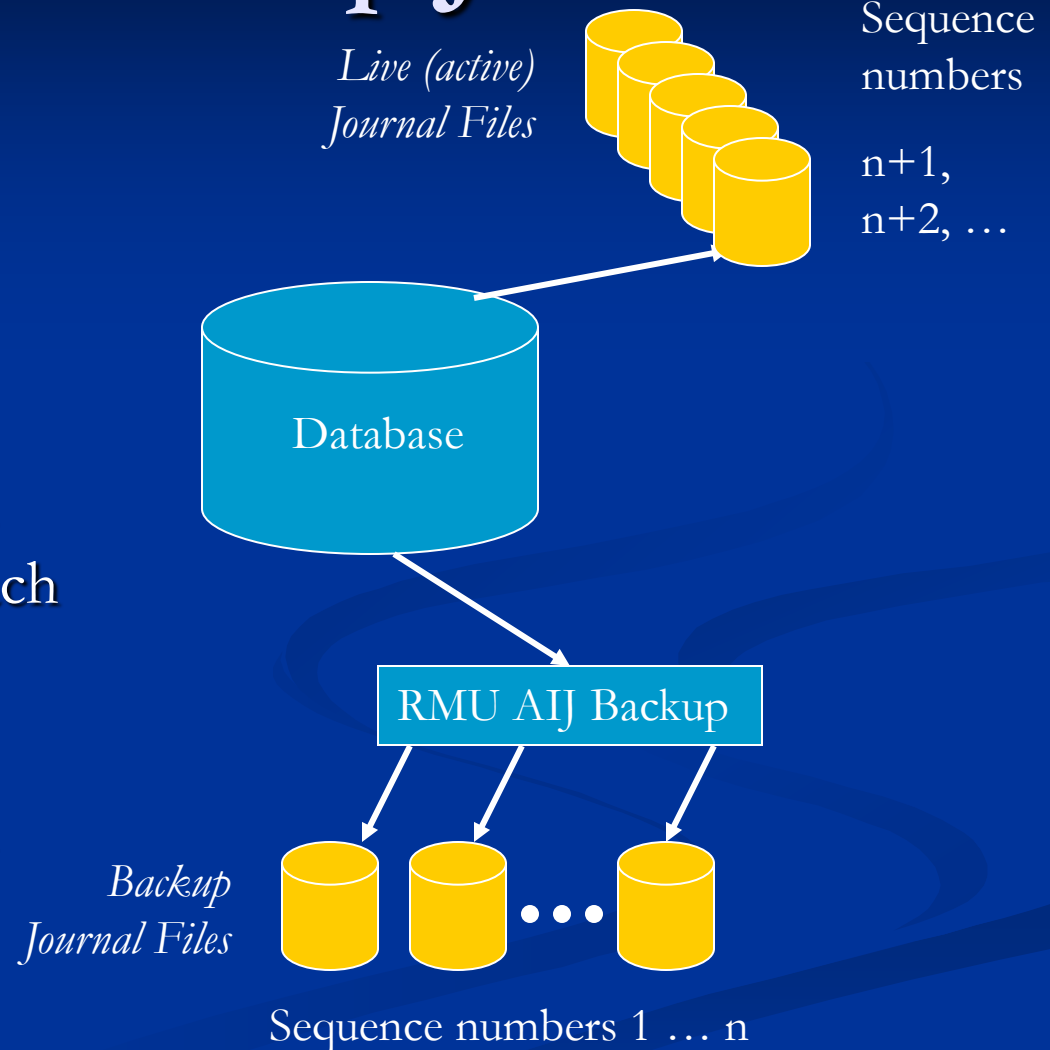 Live (active)
Journal Files
Sequence
numbers
n+1,
n+2, …
Database
ch
RMU AIJ Backup
Backup
Journal Files
Sequence numbers 1 … n